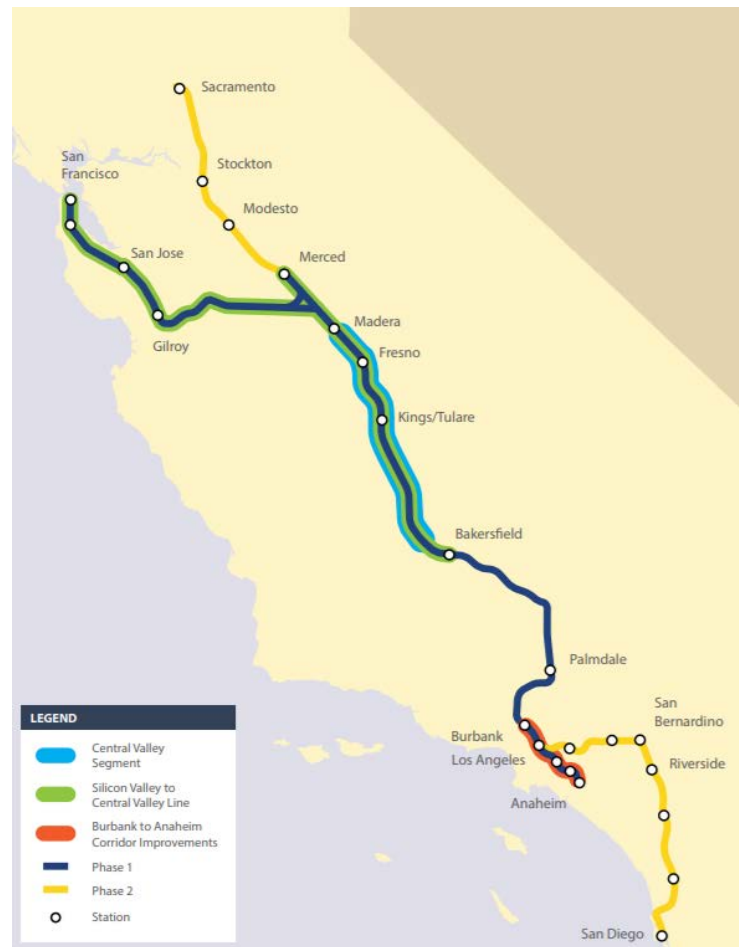 Sacramento
San
Francisco
Stockton
Modesto
San Jose
Merced
Gilroy
Madera
Fresno
Kings/Tulare
Bakersfield
Palmdale
San
Bernardino
Burbank
Los Angeles
Riverside
Anaheim
San Diego
LEGEND
Central Valley
Segment
Silicon Valley to
Central Valley Line
Burbank to Anaheim
Corridor Improvements
Phase 1
Phase 2
Station